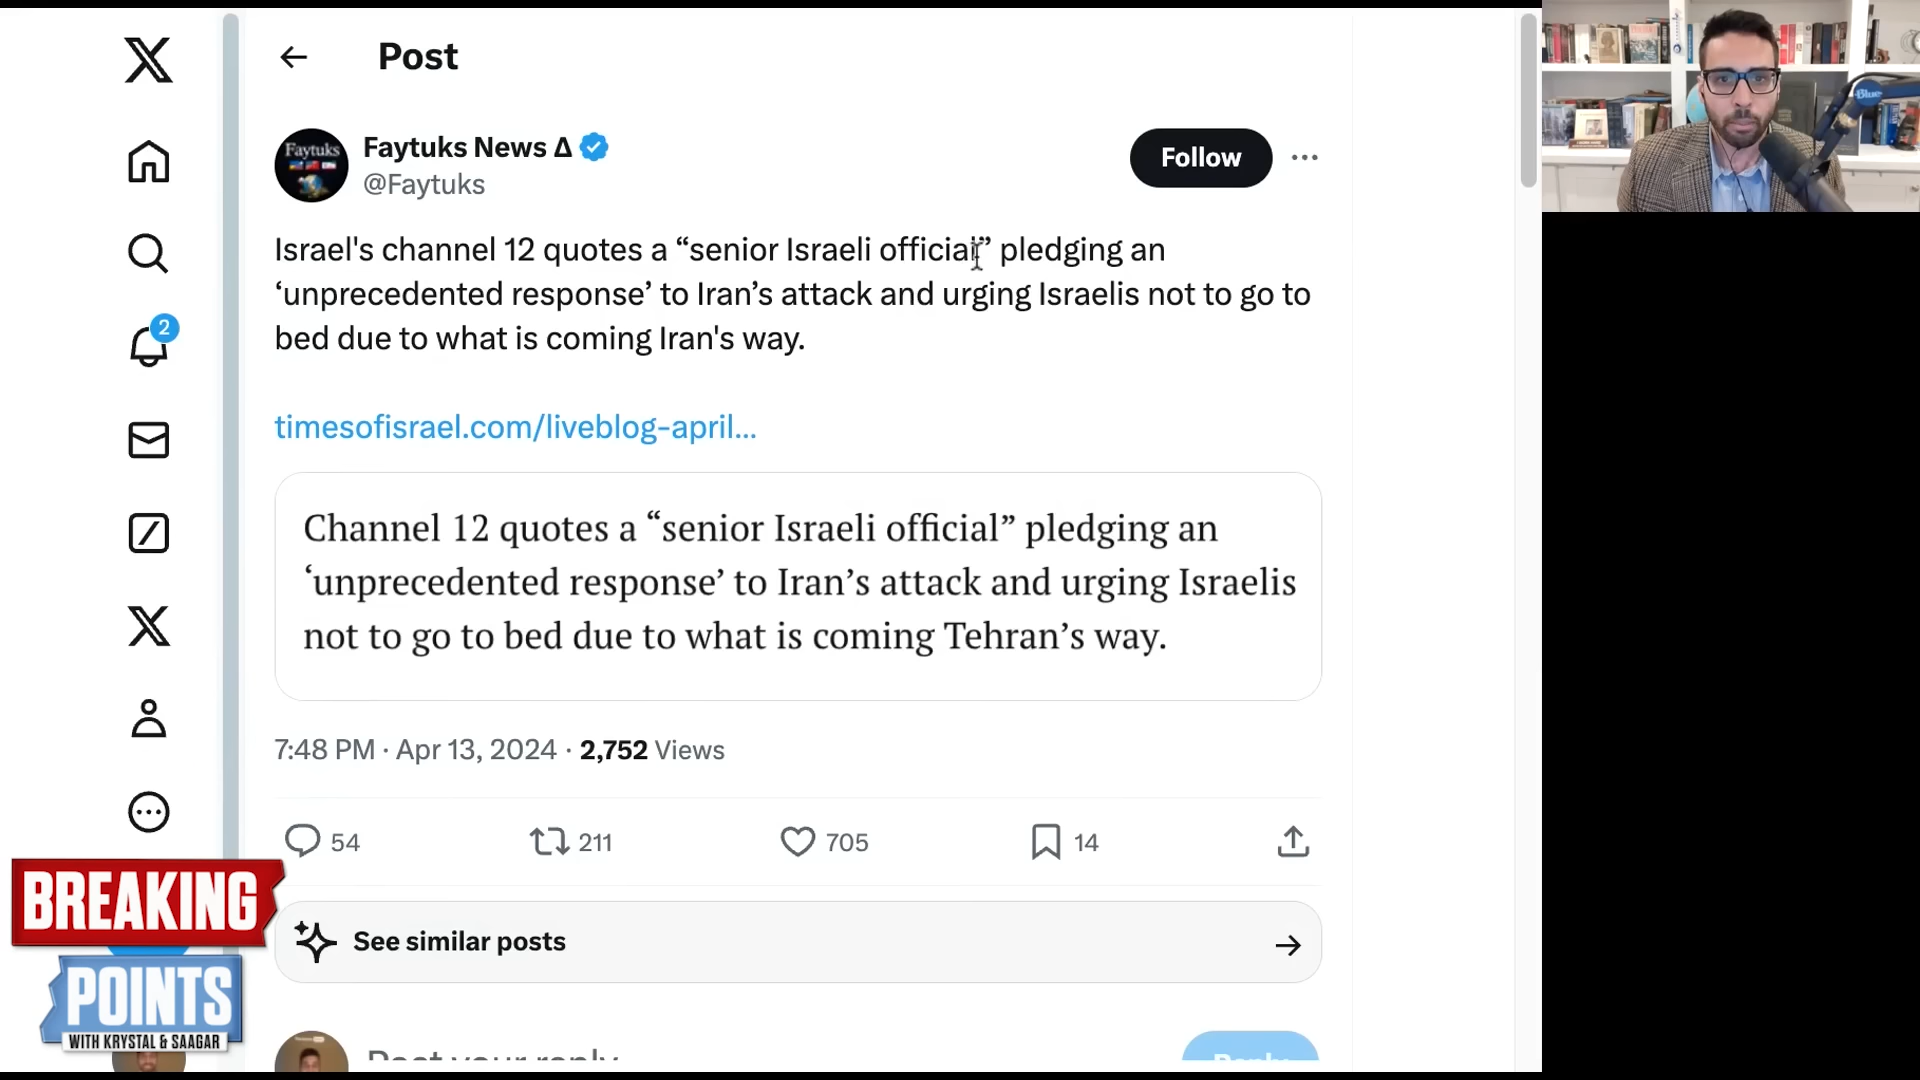 Post
Faytuks
Faytuks News Δ
@Faytuks
Follow
Israel's channel 12 quotes a “senior Israeli official” pledging an
‘unprecedented response’ to Iran’s attack and urging Israelis not to go to
bed due to what is coming Iran's way.
timesofisrael.com/liveblog-april...
Channel 12 quotes a “senior Israeli official” pledging an
‘unprecedented response’ to Iran’s attack and urging Israelis
not to go to bed due to what is coming Tehran’s way.
7:48 PM · Apr 13, 2024 · 2,752 Views
54 211 705 14
See similar posts
Post your reply
Reply
2
BREAKING
POINTS
WITH KRYSTAL & SAAGAR
Blue